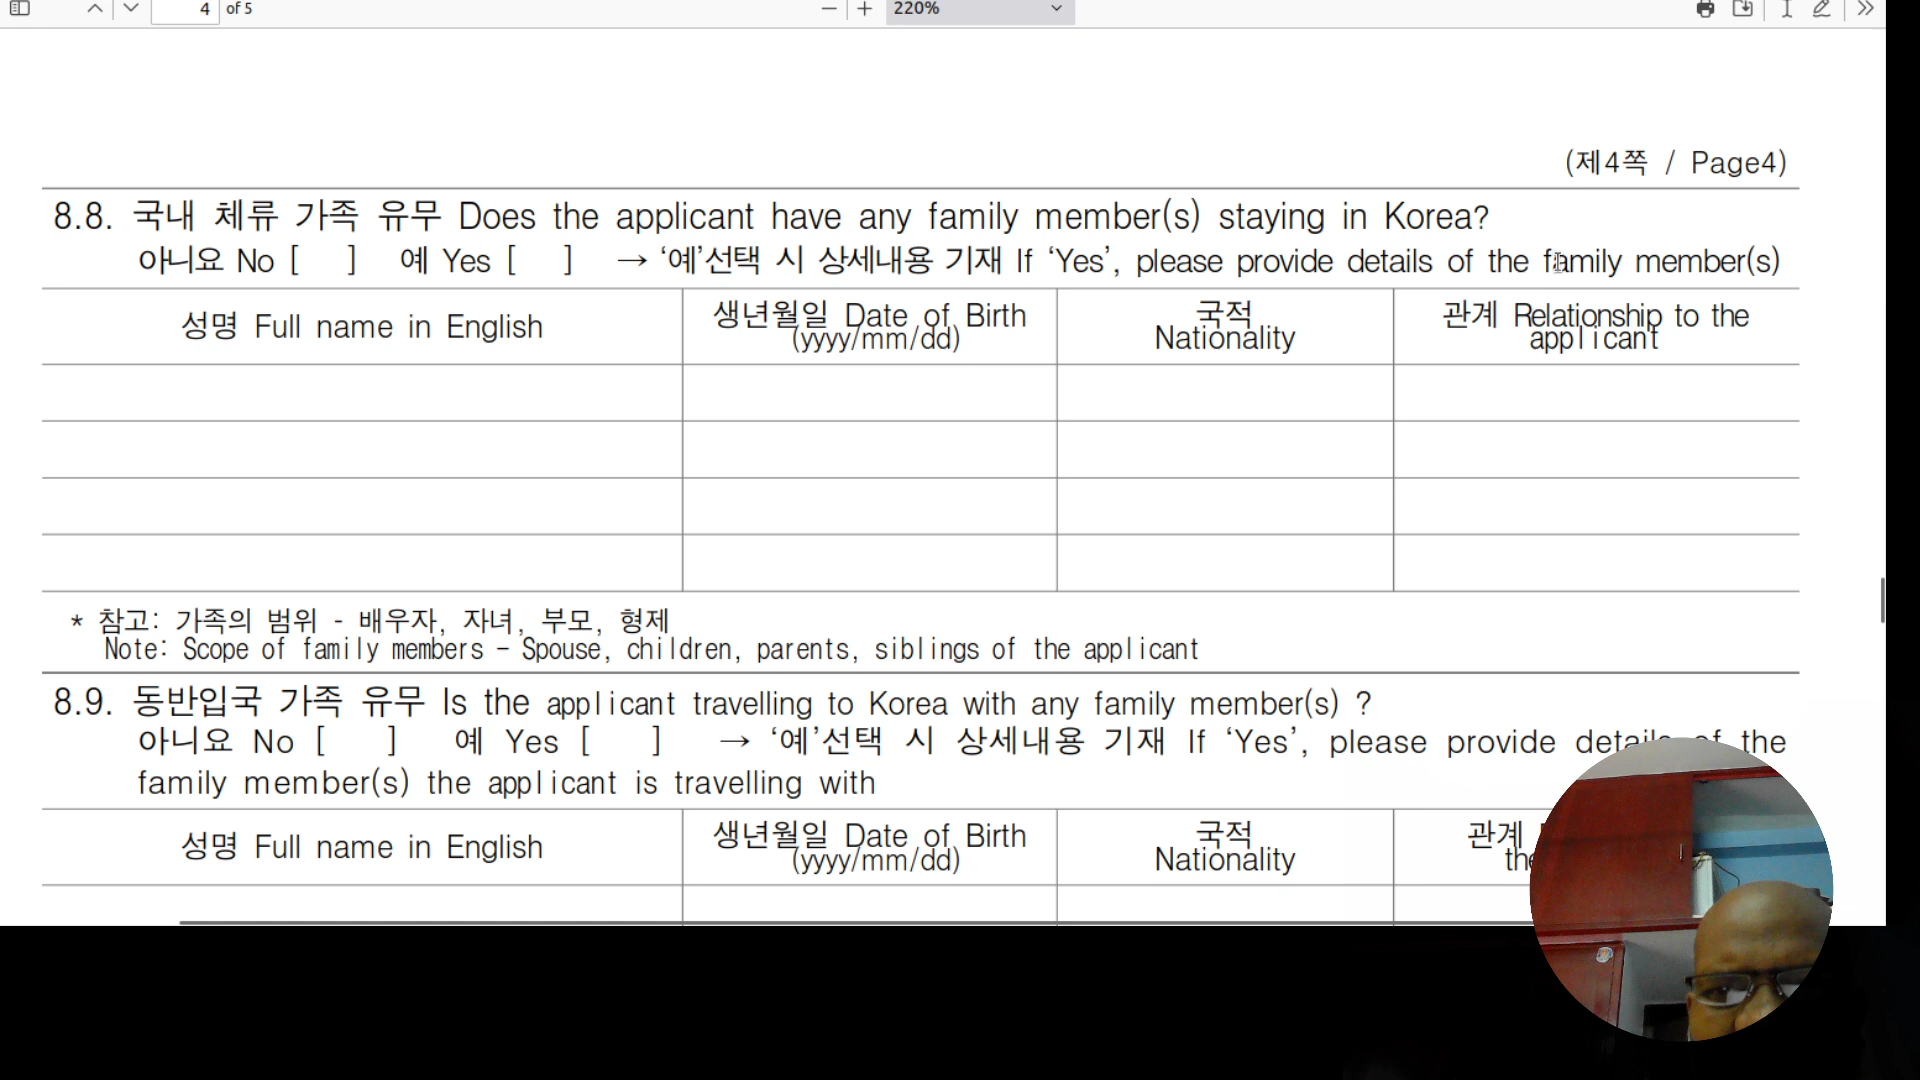 4 of 5
220%
(제4쪽 / Page4)
8.8. 국내 체류 가족 유무 Does the applicant have any family member(s) staying in Korea?
아니요 No [ ] 예 Yes [ ] → ‘예’선택 시 상세내용 기재 If ‘Yes’, please provide details of the family member(s)
성명 Full name in English
생년월일 Date of Birth
(yyyy/mm/dd)
국적
Nationality
관계 Relationship to the
applicant
* 참고: 가족의 범위 - 배우자, 자녀, 부모, 형제
Note: Scope of family members - Spouse, children, parents, siblings of the applicant
8.9. 동반입국 가족 유무 Is the applicant travelling to Korea with any family member(s) ?
아니요 No [ ] 예 Yes [ ] → ‘예’선택 시 상세내용 기재 If ‘Yes’, please provide details of the
family member(s) the applicant is travelling with
성명 Full name in English
생년월일 Date of Birth
(yyyy/mm/dd)
국적
Nationality
관계